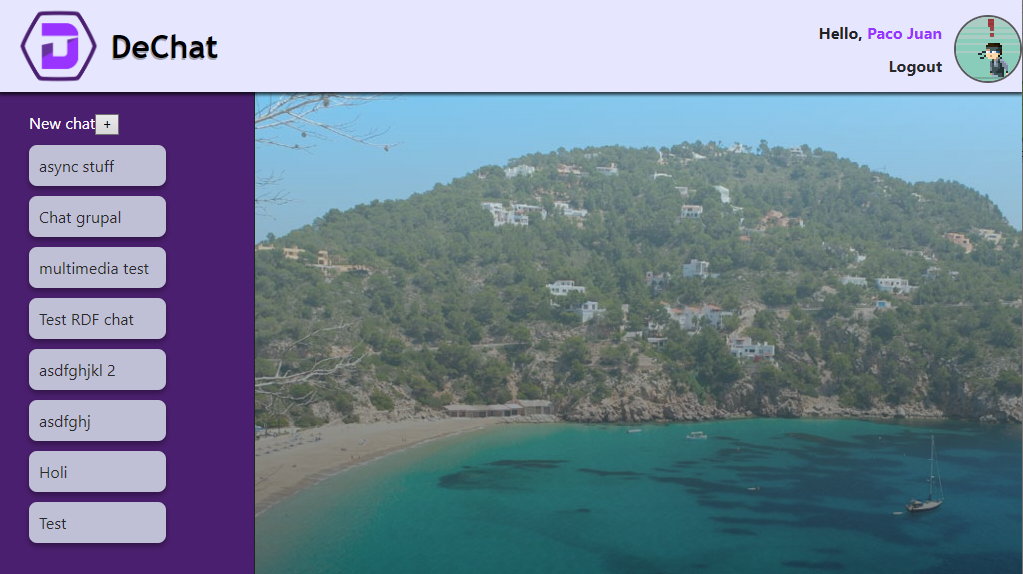 DeChat
Hello, Paco Juan
Logout
New chat +
async stuff
Chat grupal
multimedia test
Test RDF chat
asdfghjkl 2
asdfghj
Holi
Test